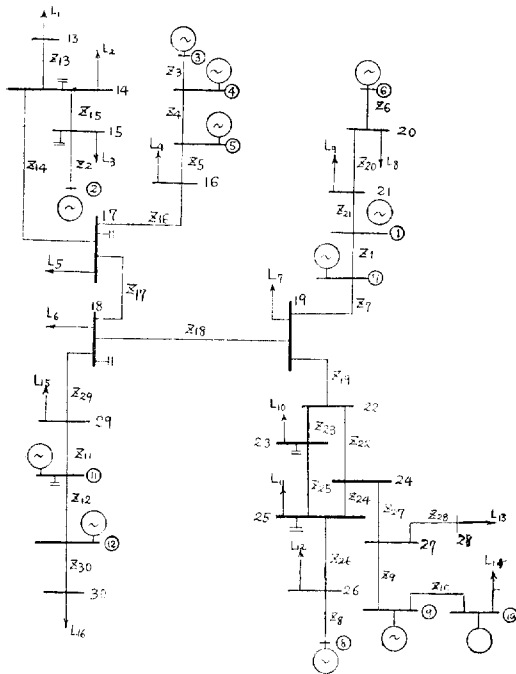 L1
13
Z13
L2
14
Z15
15
Z14
Z2
L3
②
③
Z3
④
Z4
⑤
L4
Z5
16
17
Z16
L5
Z17
⑥
Z6
20
L9
Z20
L8
21
Z21
①
Z1
Z7
L7
19
18
L6
Z18
Z19
L15
Z29
29
Z11
⑪
Z12
⑫
Z30
30
L16
22
L10
Z23
23
Z22
24
Z25
Z24
25
Z27
Z28
28
L13
27
L12
Z26
26
Z9
Z8
⑧
⑨
Z10
L14
⑩